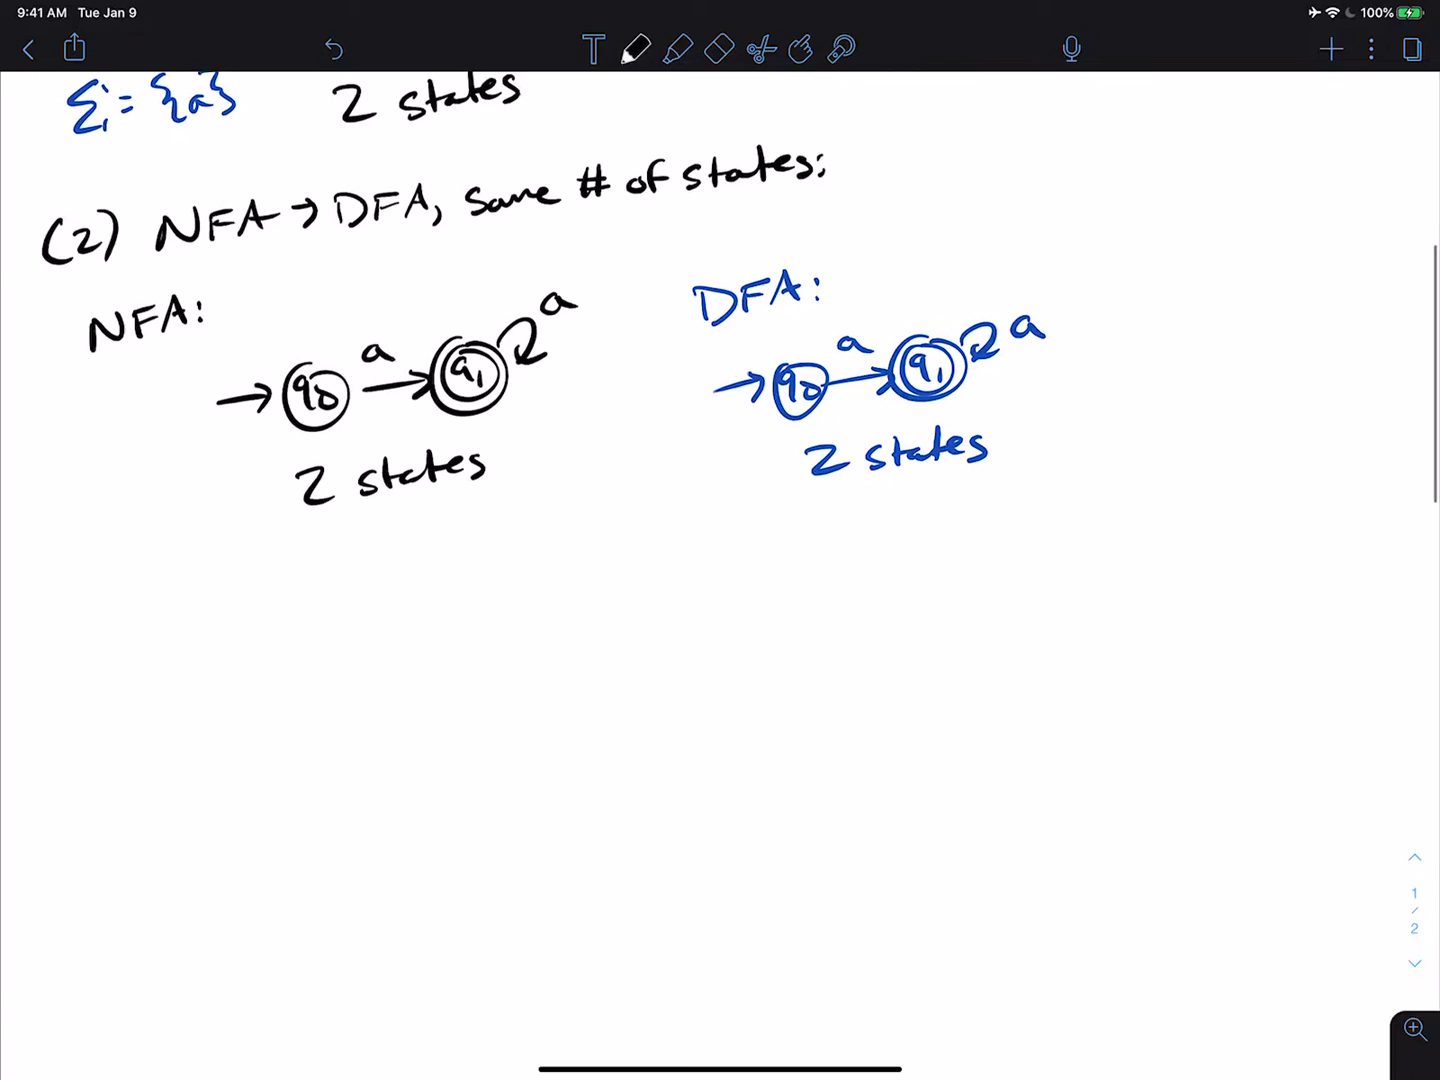 9:41 AM Tue Jan 9 100%
T
Σ₁ = {a} 2 states
(2) NFA → DFA, same # of states:
NFA: DFA:
→ q₀ a → q₁ a → q₀ a → q₁ a
2 states 2 states
1
/
2